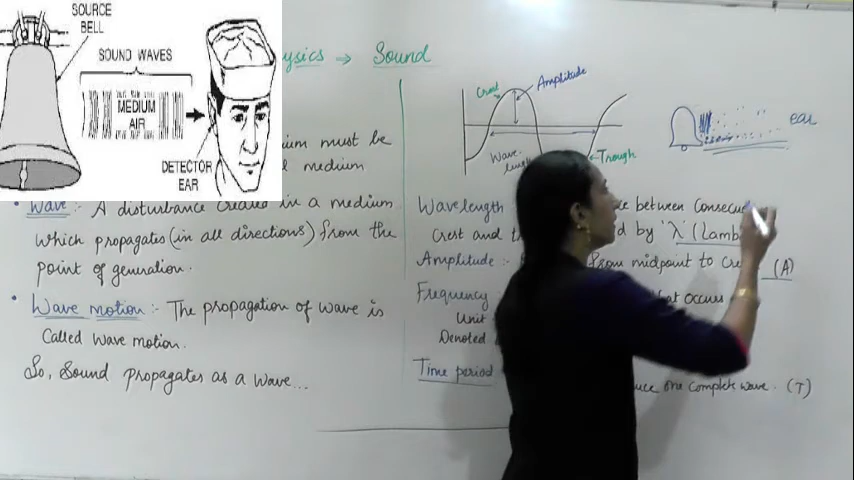 SOURCE
BELL
SOUND WAVES
MEDIUM
AIR
DETECTOR
EAR
ysics → Sound
ium must be
medium
• Wave:- A disturbance created in a medium
which propagates (in all directions) from the
point of generation.
• Wave motion:- The propagation of wave is
Called wave motion.
So, Sound propagates as a wave...
Crest
Amplitude
Wave-
length
Trough
ear
Wavelength between Consecu
Crest and by 'λ' (Lamb
Amplitude:- from midpoint to (A)
Frequency occurs
Unit
Denoted
Time period one complete wave. (T)